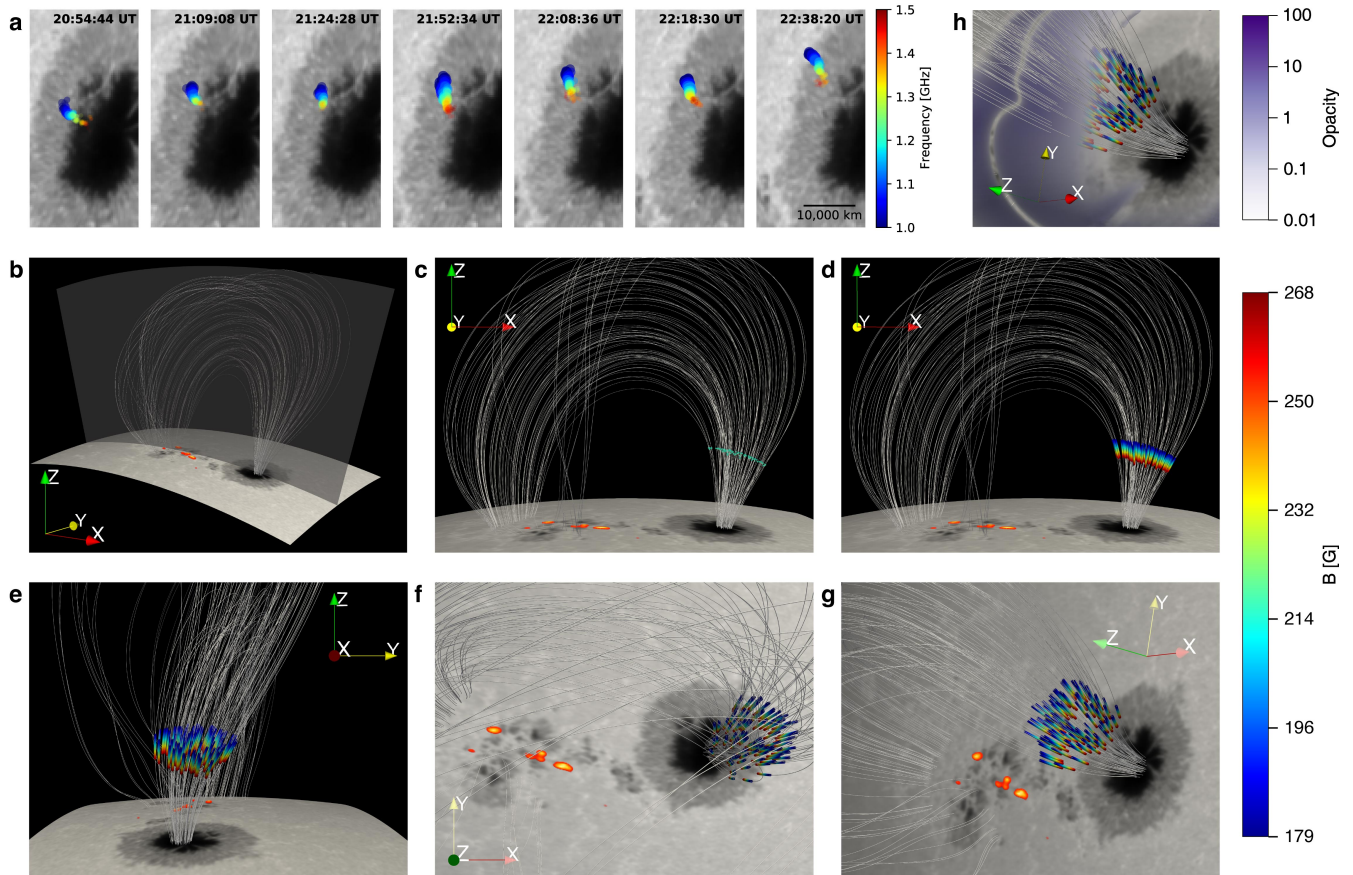 a
20:54:44 UT
21:09:08 UT
21:24:28 UT
21:52:34 UT
22:08:36 UT
22:18:30 UT
22:38:20 UT
10,000 km
1.5
1.4
1.3
1.2
1.1
1.0
Frequency [GHz]
h
Y
Z
X
100
10
1
0.1
0.01
Opacity
b
Z
Y
X
c
Z
Y
X
d
Z
Y
X
e
Z
X
Y
f
Y
Z
X
g
Y
Z
X
268
250
232
214
196
179
B [G]